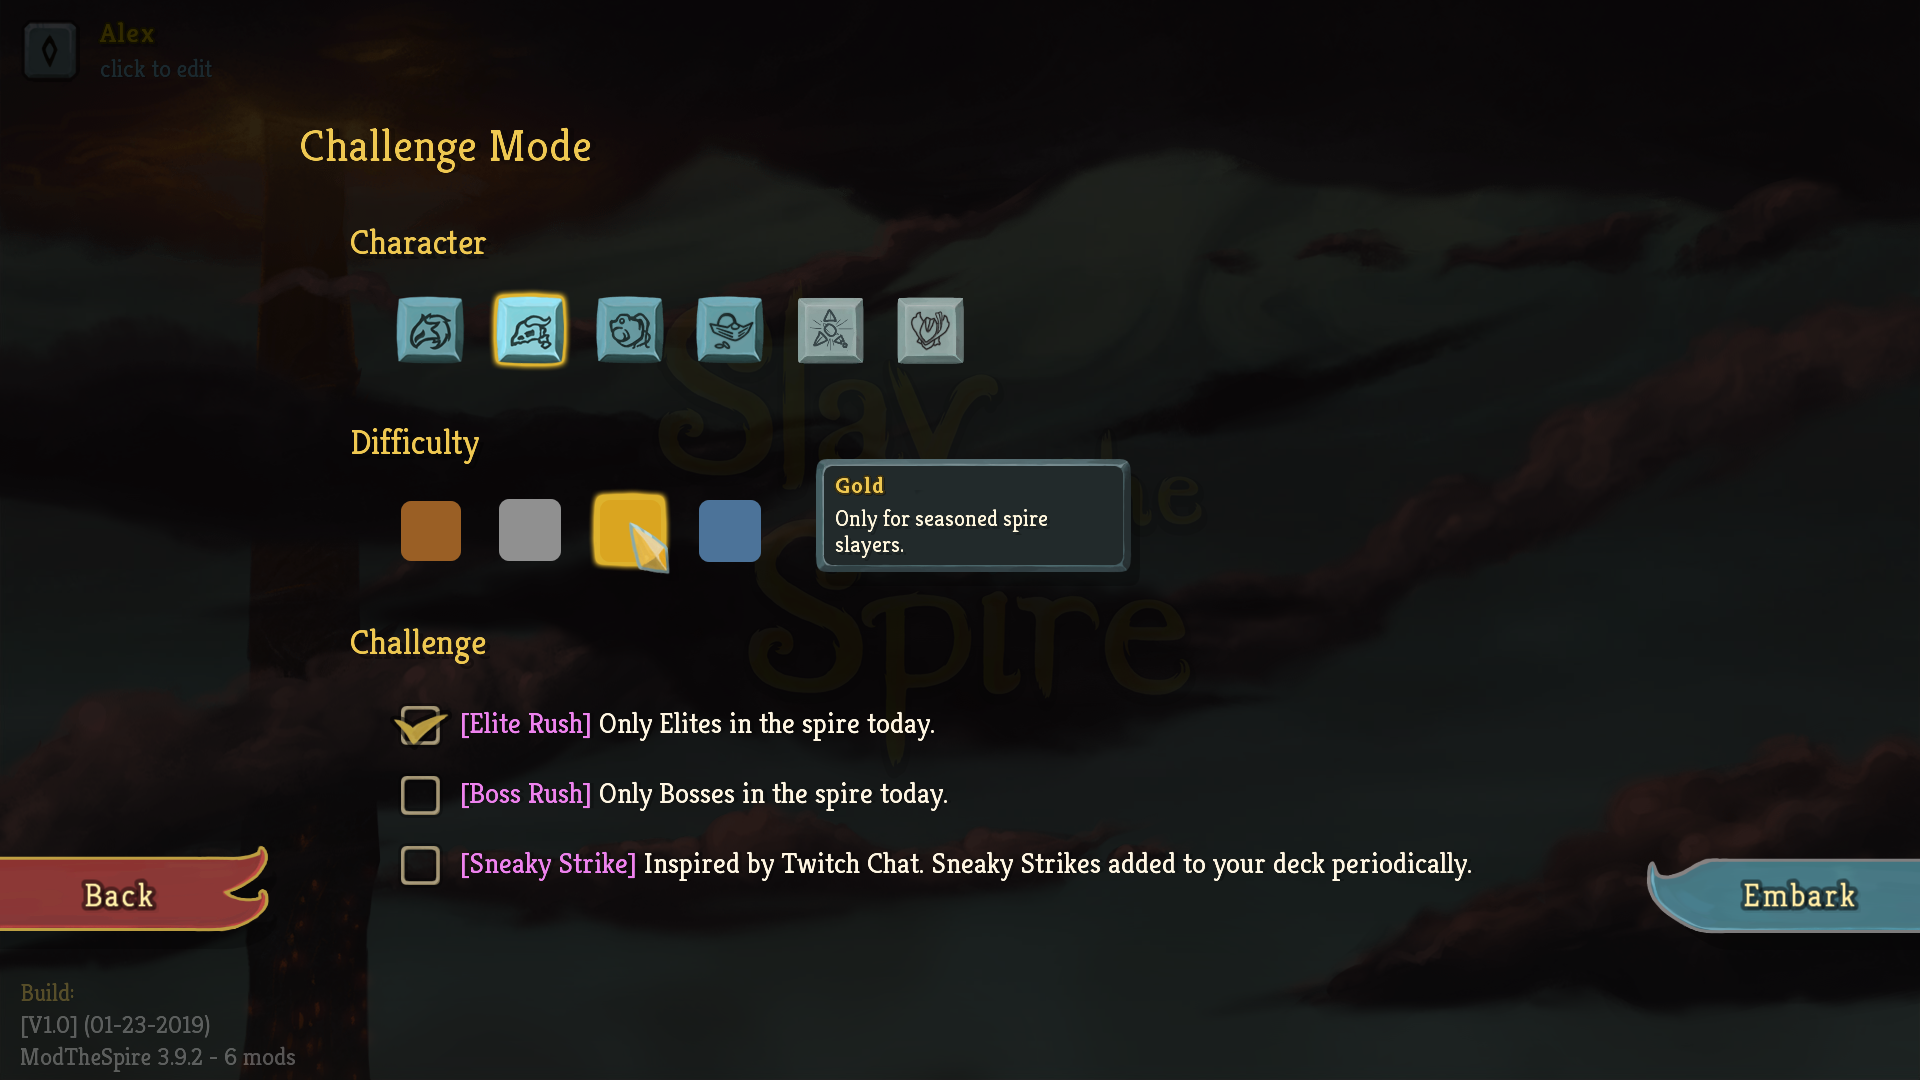 Alex
click to edit
Challenge Mode
Character
Slay
the
Spire
Difficulty
Gold
Only for seasoned spire
slayers.
Challenge
[Elite Rush] Only Elites in the spire today.
[Boss Rush] Only Bosses in the spire today.
[Sneaky Strike] Inspired by Twitch Chat. Sneaky Strikes added to your deck periodically.
Back
Embark
Build:
[V1.0] (01-23-2019)
ModTheSpire 3.9.2 - 6 mods